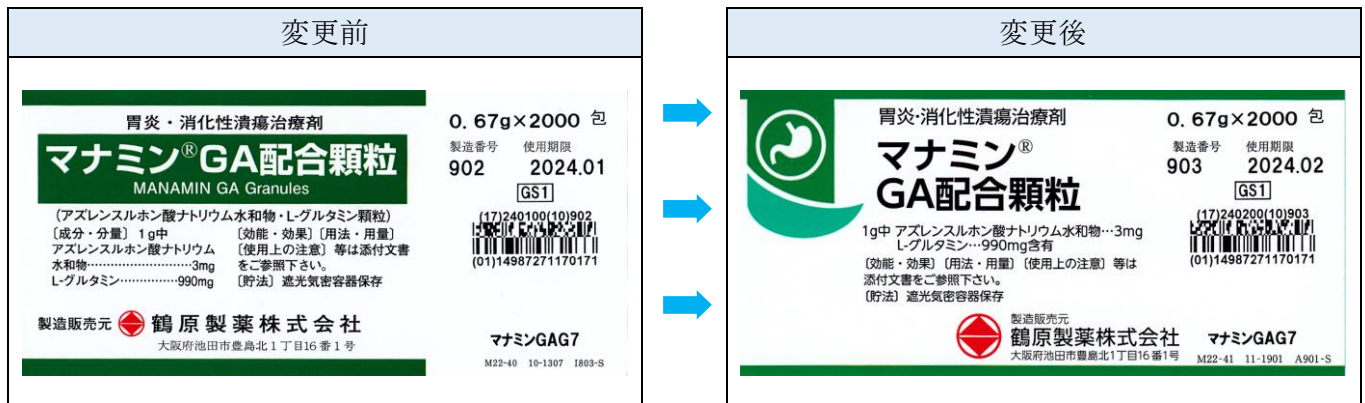 変更前
胃炎・消化性潰瘍治療剤
マナミン®GA配合顆粒
MANAMIN GA Granules
(アズレンスルホン酸ナトリウム水和物・L-グルタミン顆粒)
〔成分・分量〕1g中
アズレンスルホン酸ナトリウム
水和物………………………3mg
L-グルタミン……………990mg
〔効能・効果〕〔用法・用量〕
〔使用上の注意〕等は添付文書
をご参照下さい。
〔貯法〕遮光気密容器保存
製造販売元 鶴原製薬株式会社
大阪府池田市豊島北1丁目16番1号
0.67g×2000 包
製造番号 使用期限
902 2024.01
GS1
(17)240100(10)902
(01)14987271170171
マナミンGAG7
M22-40 10-1307 I803-S
変更後
胃炎・消化性潰瘍治療剤
マナミン®
GA配合顆粒
1g中 アズレンスルホン酸ナトリウム水和物…3mg
L-グルタミン…990mg含有
〔効能・効果〕〔用法・用量〕〔使用上の注意〕等は
添付文書をご参照下さい。
〔貯法〕遮光気密容器保存
製造販売元
鶴原製薬株式会社
大阪府池田市豊島北1丁目16番1号
0.67g×2000 包
製造番号 使用期限
903 2024.02
GS1
(17)240200(10)903
(01)14987271170171
マナミンGAG7
M22-41 11-1901 A901-S